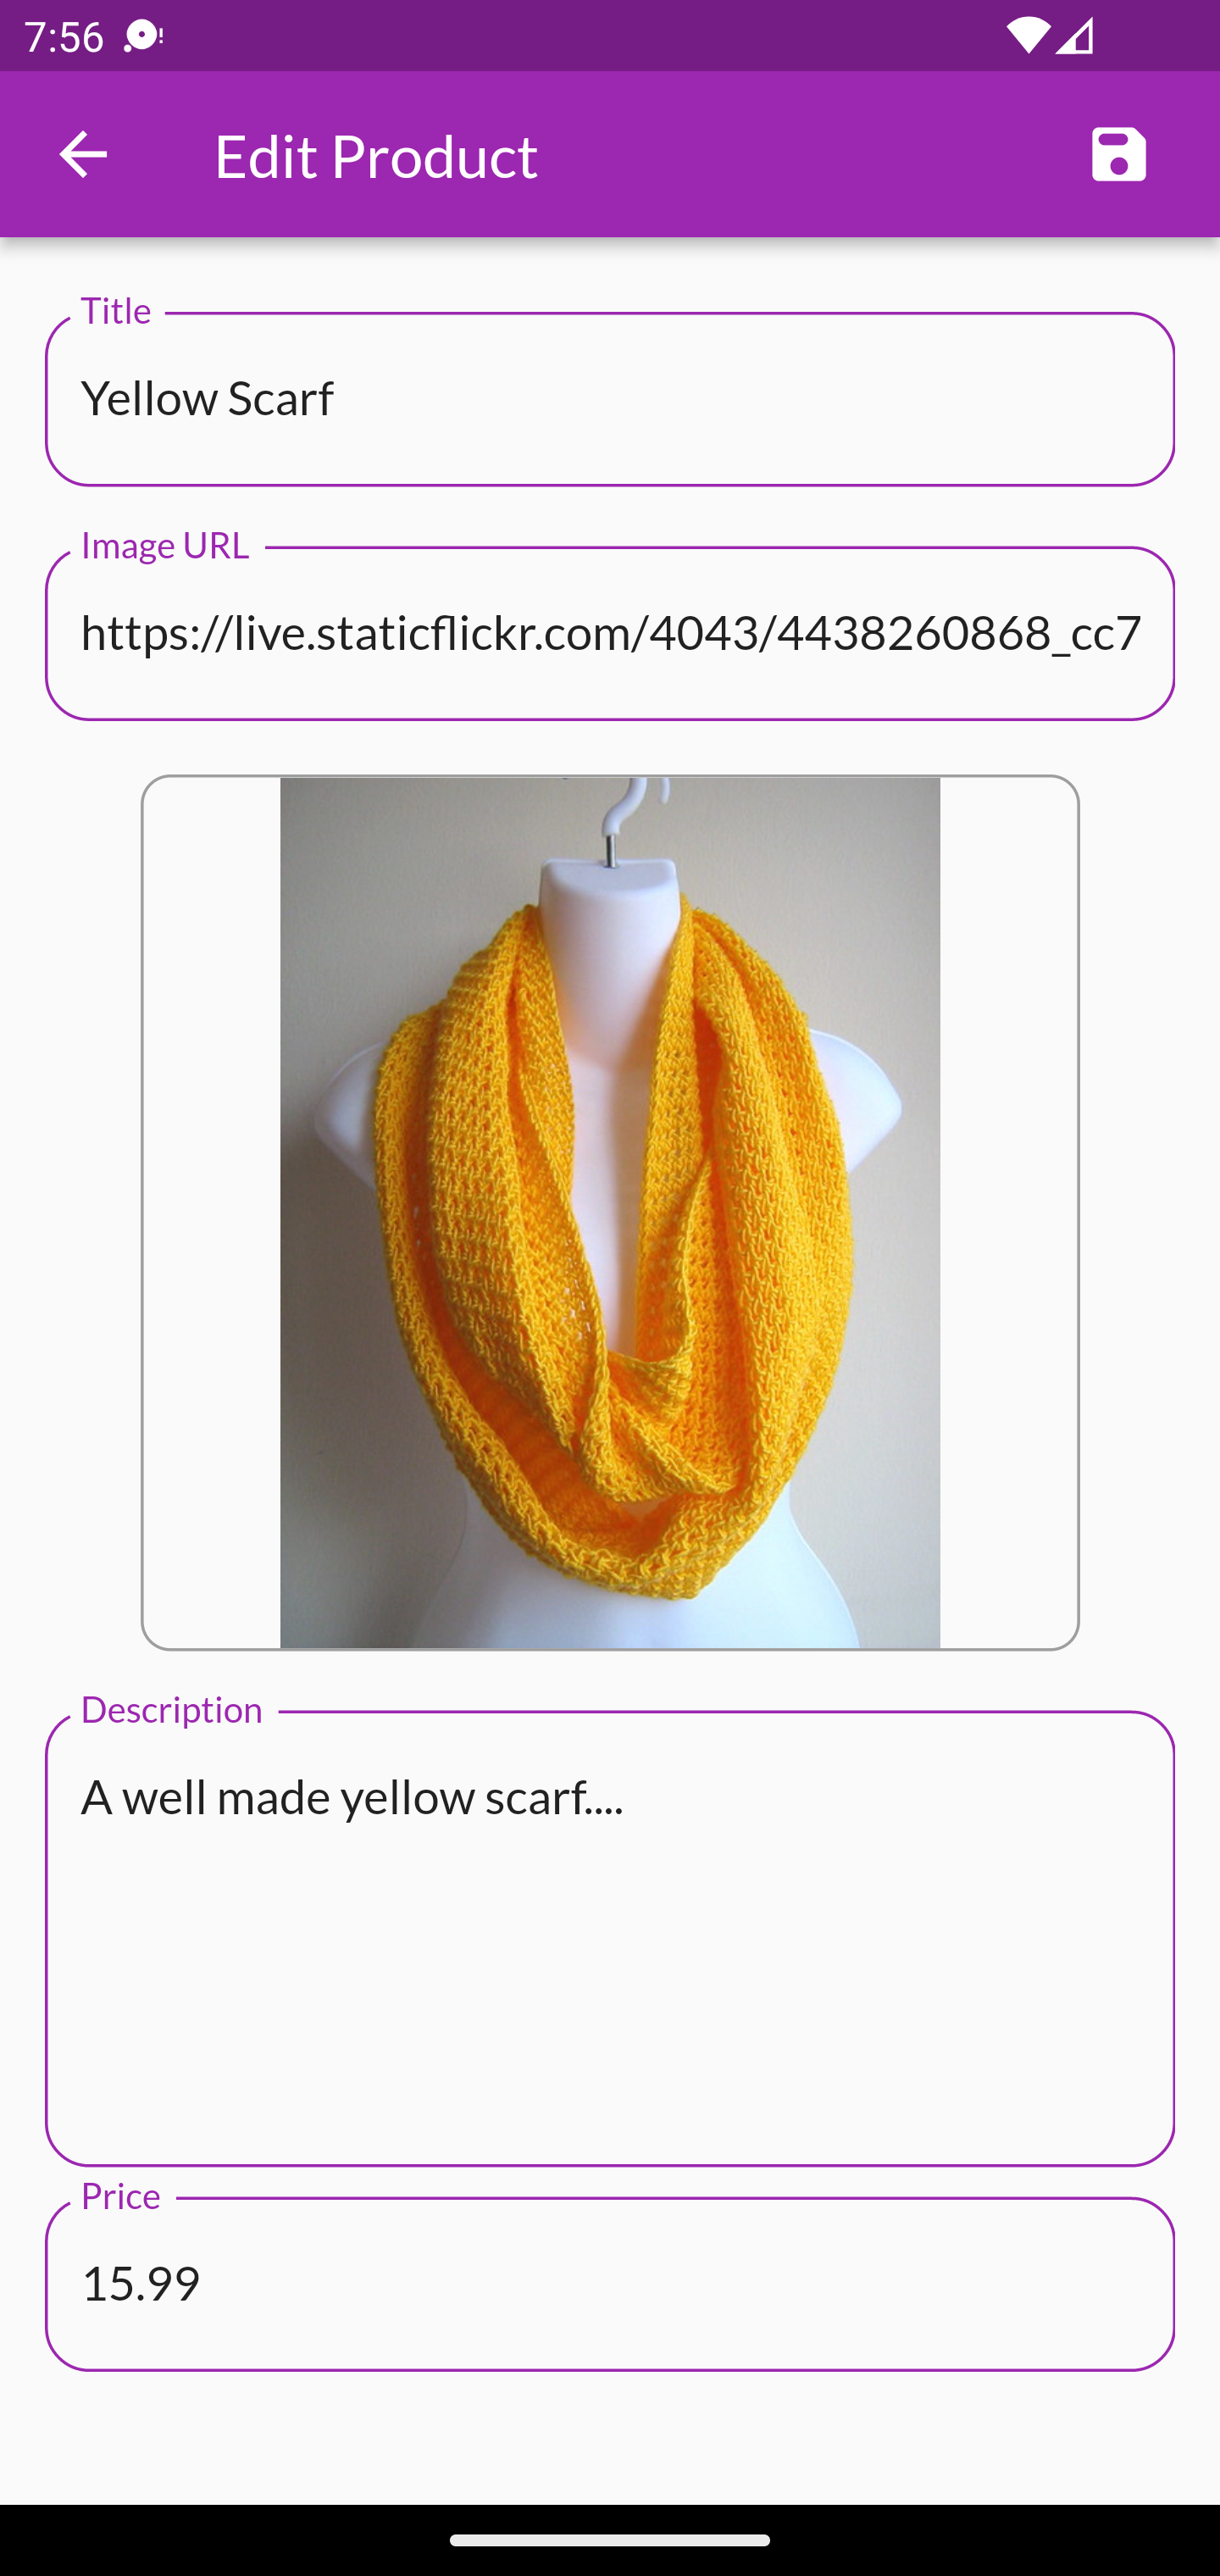 7:56
Edit Product
Title
Yellow Scarf
Image URL
https://live.staticflickr.com/4043/4438260868_cc7
Description
A well made yellow scarf....
Price
15.99